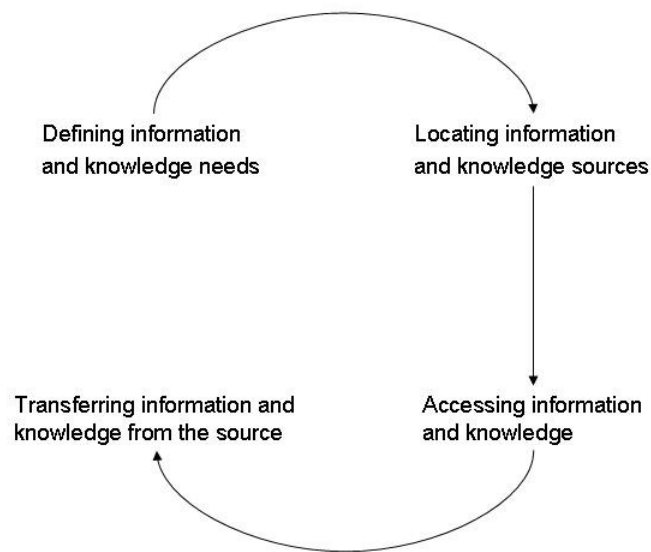 Defining information
and knowledge needs
Locating information
and knowledge sources
Transferring information and
knowledge from the source
Accessing information
and knowledge